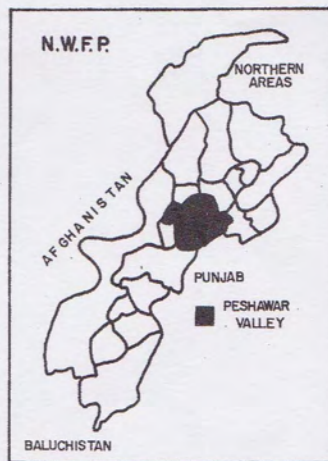 N.W.F.P.
NORTHERN
AREAS
AFGHANISTAN
PUNJAB
PESHAWAR
VALLEY
BALUCHISTAN